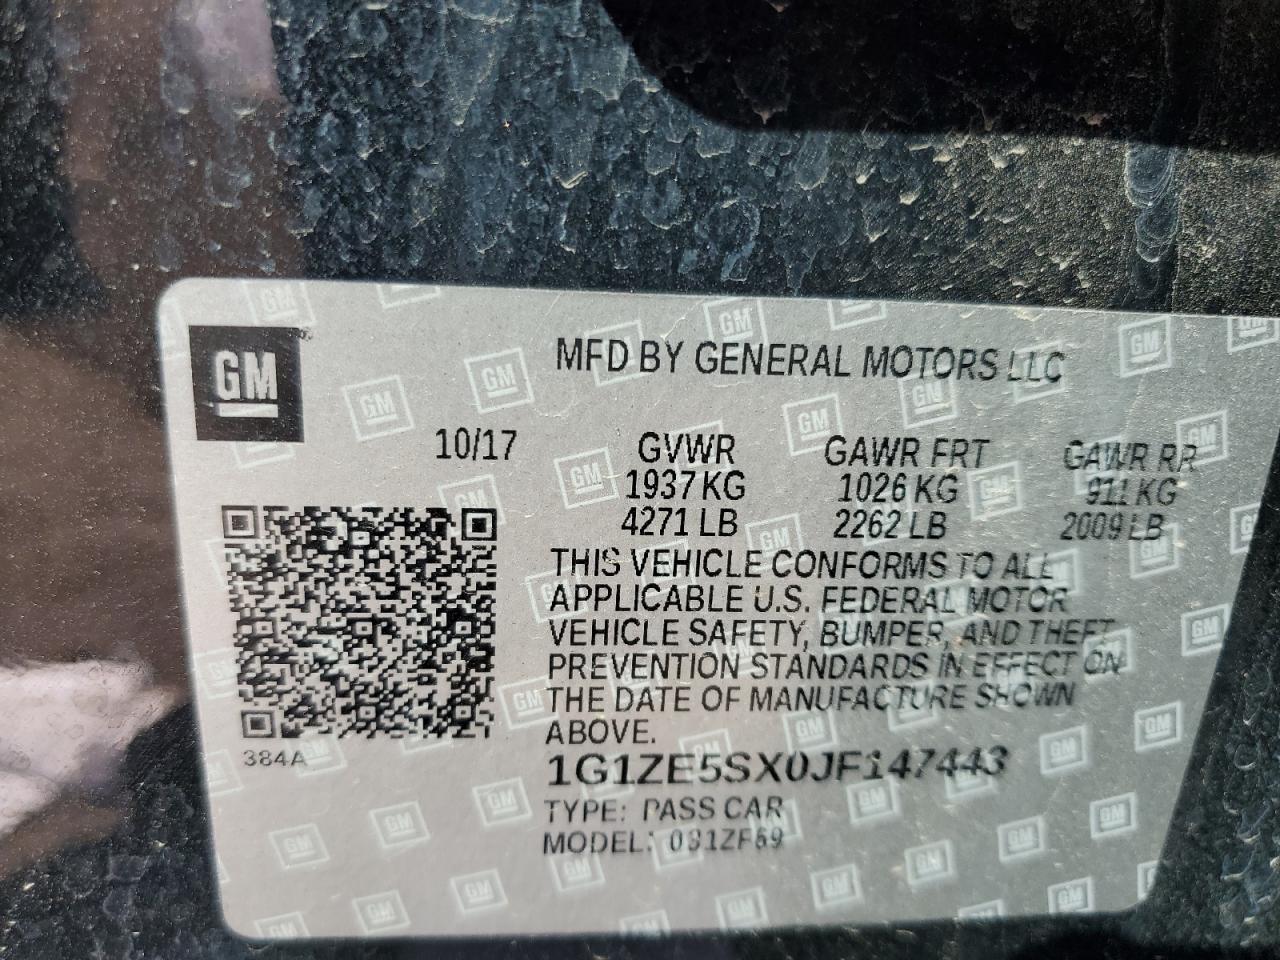 GM
MFD BY GENERAL MOTORS LLC
10/17
GVWR GAWR FRT GAWR RR
1937 KG 1026 KG 911 KG
4271 LB 2262 LB 2009 LB
THIS VEHICLE CONFORMS TO ALL
APPLICABLE U.S. FEDERAL MOTOR
VEHICLE SAFETY, BUMPER, AND THEFT
PREVENTION STANDARDS IN EFFECT ON
THE DATE OF MANUFACTURE SHOWN
ABOVE.
384A
1G1ZE5SX0JF147443
TYPE: PASS CAR
MODEL: